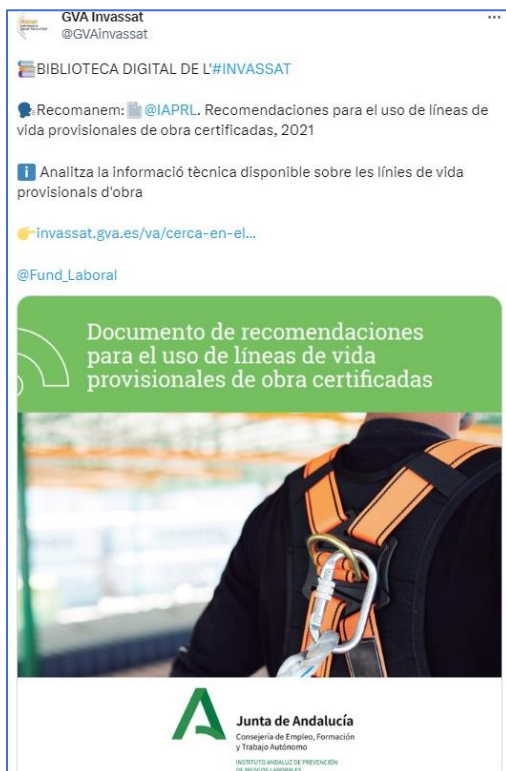 GVA Invassat
@GVAinvassat
BIBLIOTECA DIGITAL DE L'#INVASSAT
Recomanem: @IAPRL. Recomendaciones para el uso de líneas de
vida provisionales de obra certificadas, 2021
Analitza la informació tècnica disponible sobre les línies de vida
provisionals d'obra
invassat.gva.es/va/cerca-en-el...
@Fund_Laboral
Documento de recomendaciones
para el uso de líneas de vida
provisionales de obra certificadas
Junta de Andalucía
Consejería de Empleo, Formación
y Trabajo Autónomo
INSTITUTO ANDALUZ DE PREVENCIÓN
DE RIESGOS LABORALES